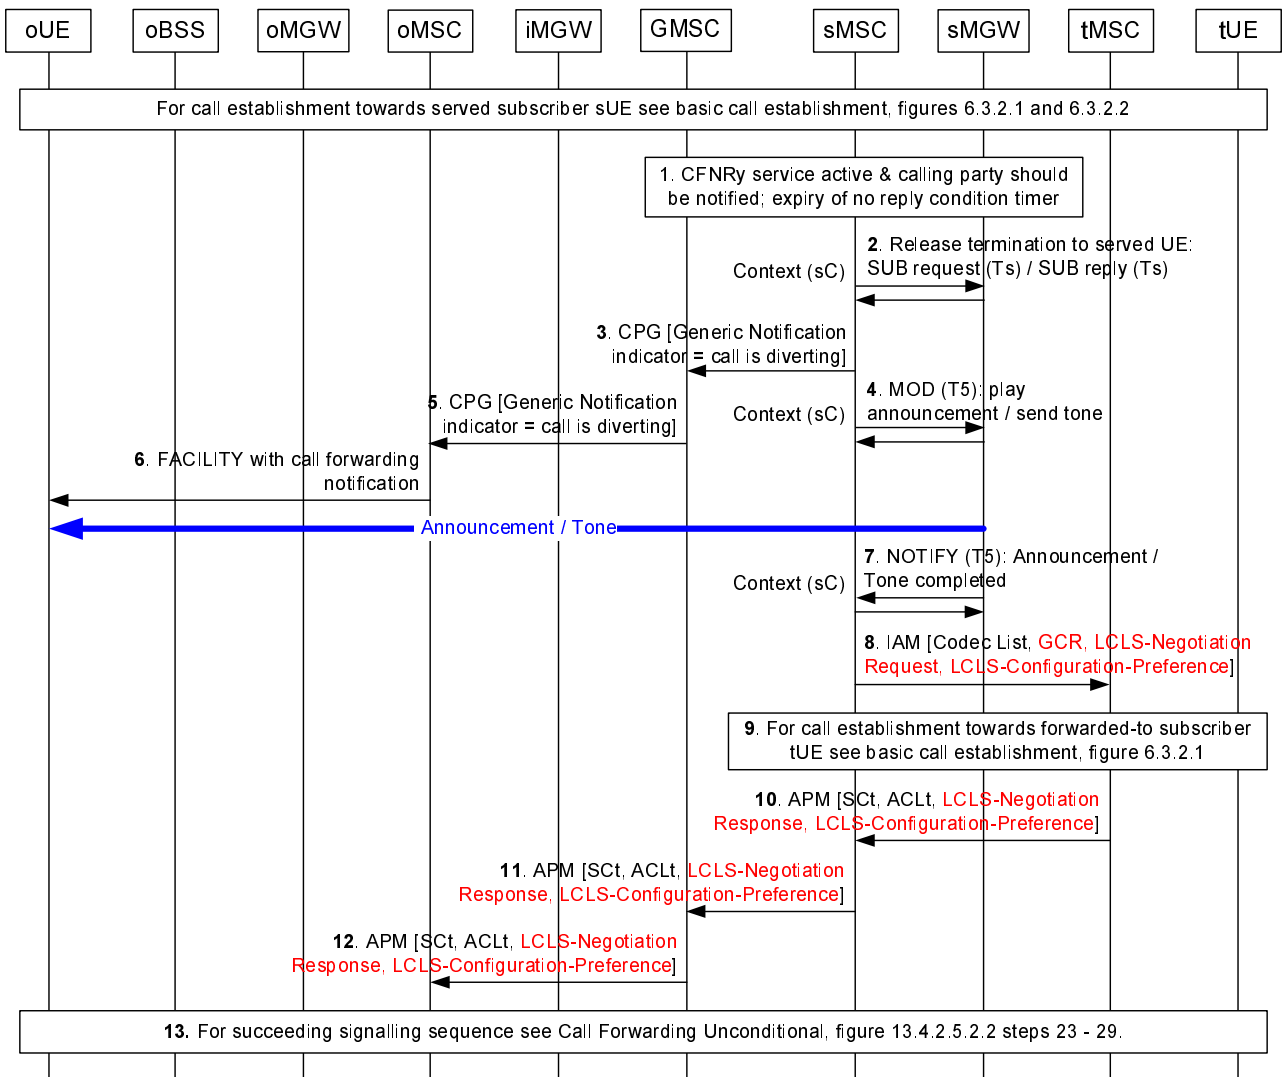 oUE oBSS oMGW oMSC iMGW GMSC sMSC sMGW tMSC tUE
For call establishment towards served subscriber sUE see basic call establishment, figures 6.3.2.1 and 6.3.2.2
1. CFNRy service active & calling party should
be notified; expiry of no reply condition timer
2. Release termination to served UE:
SUB request (Ts) / SUB reply (Ts)
Context (sC)
3. CPG [Generic Notification
indicator = call is diverting]
4. MOD (T5): play
announcement / send tone
Context (sC)
5. CPG [Generic Notification
indicator = call is diverting]
6. FACILITY with call forwarding
notification
Announcement / Tone
7. NOTIFY (T5): Announcement /
Tone completed
Context (sC)
8. IAM [Codec List, GCR, LCLS-Negotiation
Request, LCLS-Configuration-Preference]
9. For call establishment towards forwarded-to subscriber
tUE see basic call establishment, figure 6.3.2.1
10. APM [SCt, ACLt, LCLS-Negotiation
Response, LCLS-Configuration-Preference]
11. APM [SCt, ACLt, LCLS-Negotiation
Response, LCLS-Configuration-Preference]
12. APM [SCt, ACLt, LCLS-Negotiation
Response, LCLS-Configuration-Preference]
13. For succeeding signalling sequence see Call Forwarding Unconditional, figure 13.4.2.5.2.2 steps 23 - 29.